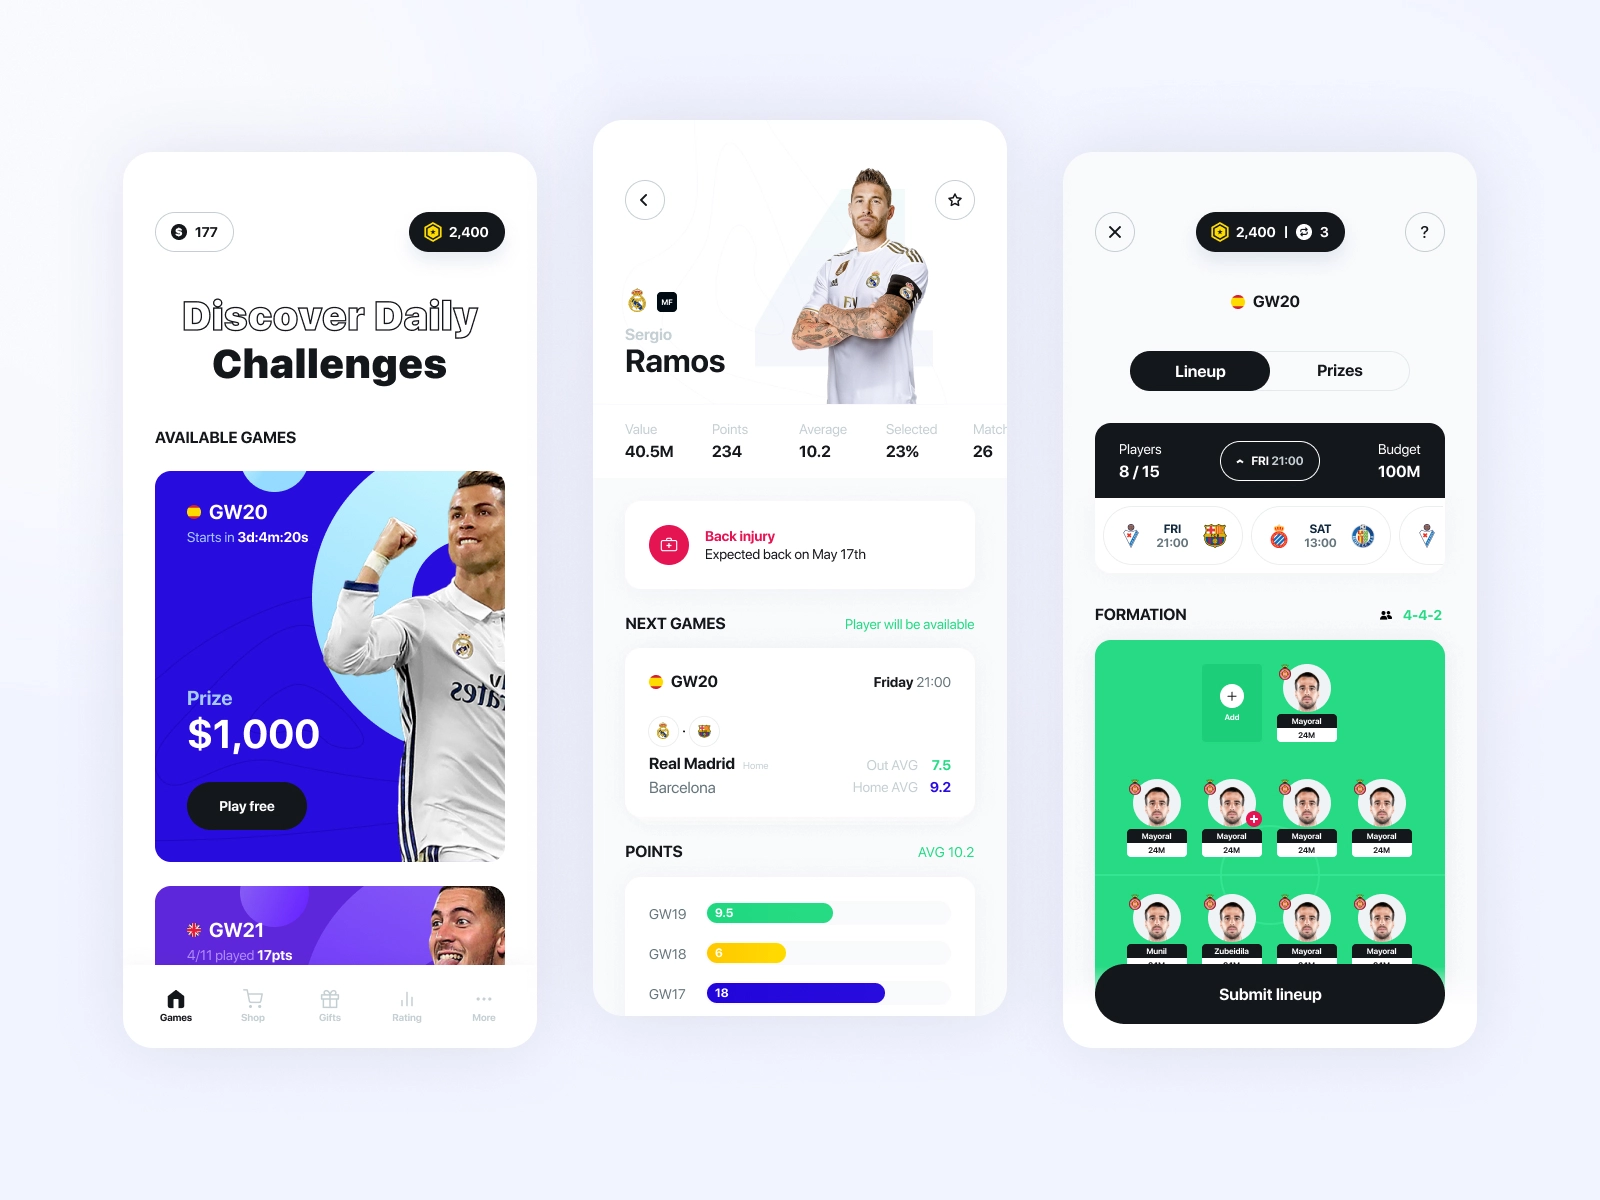 177
2,400
Discover Daily
Challenges
AVAILABLE GAMES
GW20
Starts in 3d:4m:20s
Prize
$1,000
Play free
GW21
4/11 played 17pts
Games
Shop
Gifts
Rating
More
MF
Sergio
Ramos
Value
Points
Average
Selected
Match
40.5M
234
10.2
23%
26
Back injury
Expected back on May 17th
NEXT GAMES
Player will be available
GW20
Friday 21:00
Real Madrid Home
Out AVG 7.5
Barcelona
Home AVG 9.2
POINTS
AVG 10.2
GW19
9.5
GW18
6
GW17
18
2,400 | 3
?
GW20
Lineup
Prizes
Players
8 / 15
FRI 21:00
Budget
100M
FRI
21:00
SAT
13:00
FORMATION
4-4-2
Add
Mayoral
24M
Mayoral
Mayoral
Mayoral
Mayoral
24M
24M
24M
24M
Munil
Zubeidila
Mayoral
Mayoral
Submit lineup